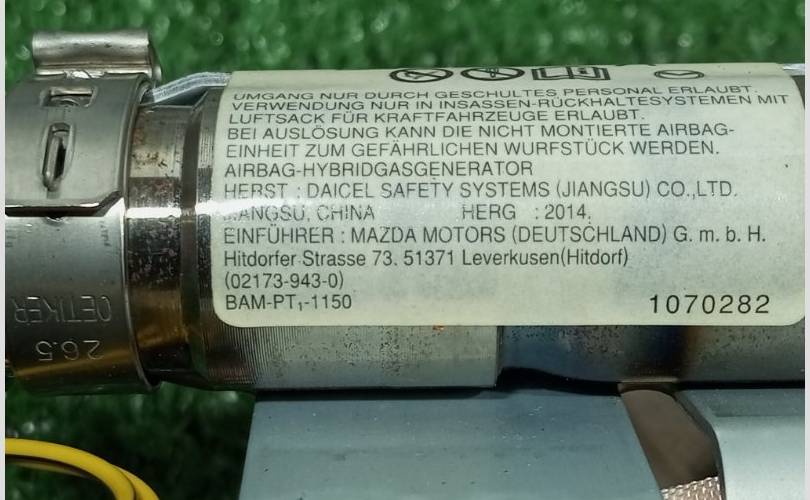 UMGANG NUR DURCH GESCHULTES PERSONAL ERLAUBT.
VERWENDUNG NUR IN INSASSEN-RÜCKHALTESYSTEMEN MIT
LUFTSACK FÜR KRAFTFAHRZEUGE ERLAUBT.
BEI AUSLÖSUNG KANN DIE NICHT MONTIERTE AIRBAG-
EINHEIT ZUM GEFÄHRLICHEN WURFSTÜCK WERDEN.
AIRBAG-HYBRIDGASGENERATOR
HERST : DAICEL SAFETY SYSTEMS (JIANGSU) CO.,LTD.
JIANGSU, CHINA HERG : 2014.
EINFÜHRER : MAZDA MOTORS (DEUTSCHLAND) G. m. b. H.
Hitdorfer Strasse 73. 51371 Leverkusen(Hitdorf)
(02173-943-0)
BAM-PT₁-1150 1070282
OETIKER
26.5